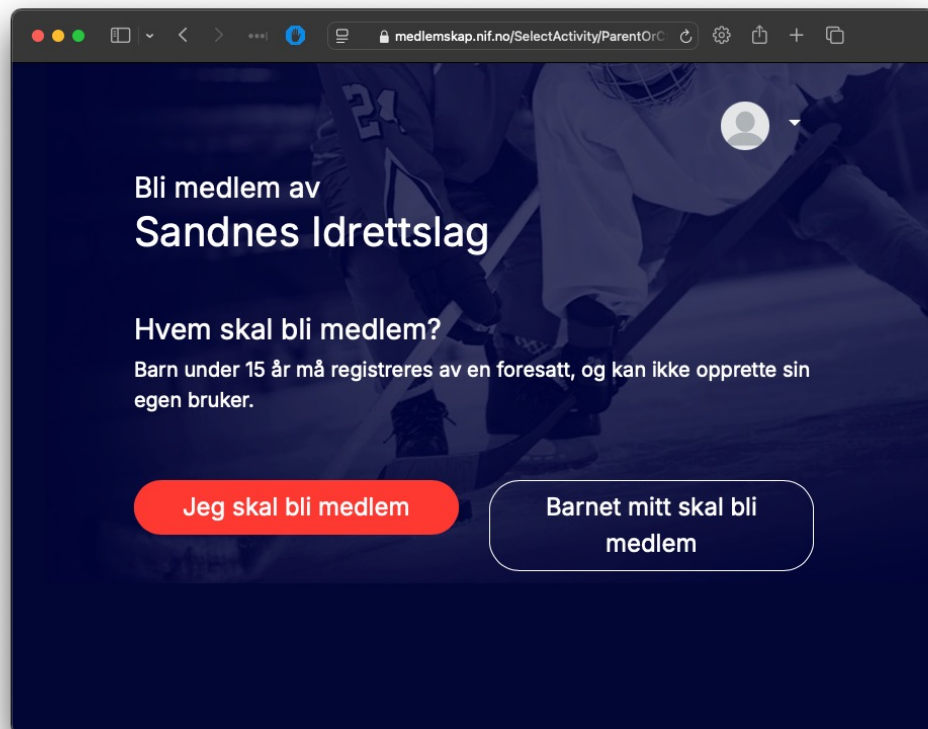 medlemskap.nif.no/SelectActivity/ParentOrC
21
Bli medlem av
Sandnes Idrettslag
Hvem skal bli medlem?
Barn under 15 år må registreres av en foresatt, og kan ikke opprette sin
egen bruker.
Jeg skal bli medlem
Barnet mitt skal bli
medlem